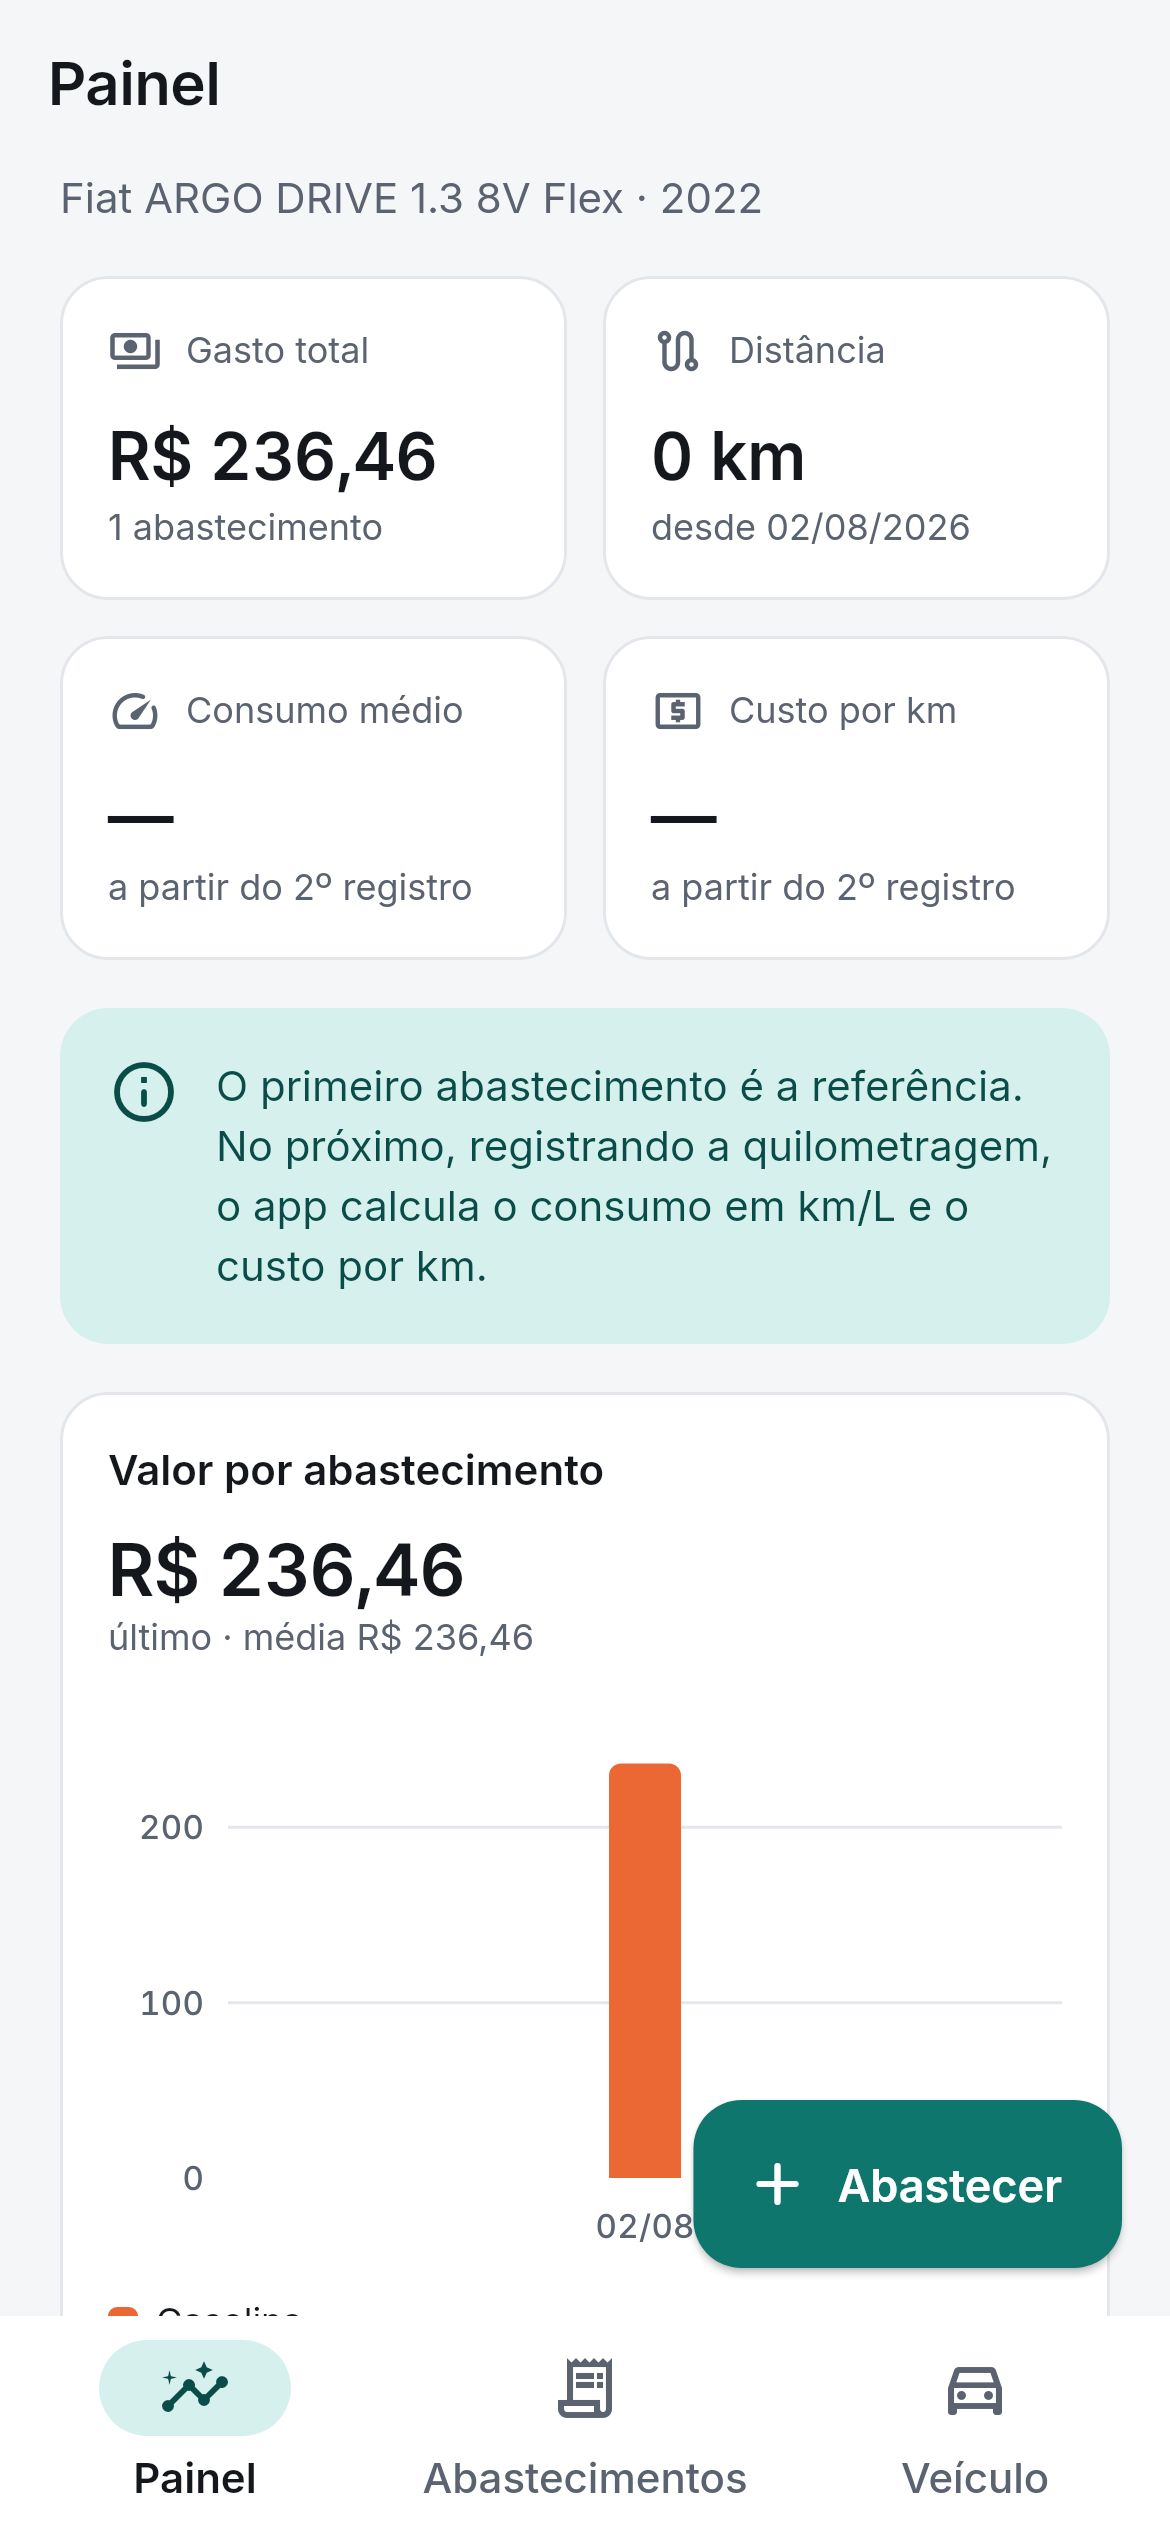 Painel
Fiat ARGO DRIVE 1.3 8V Flex · 2022
Gasto total
R$ 236,46
1 abastecimento
Distância
0 km
desde 02/08/2026
Consumo médio
—
a partir do 2º registro
Custo por km
—
a partir do 2º registro
O primeiro abastecimento é a referência.
No próximo, registrando a quilometragem,
o app calcula o consumo em km/L e o
custo por km.
Valor por abastecimento
R$ 236,46
último · média R$ 236,46
200
100
0
02/08
Abastecer
Painel
Abastecimentos
Veículo